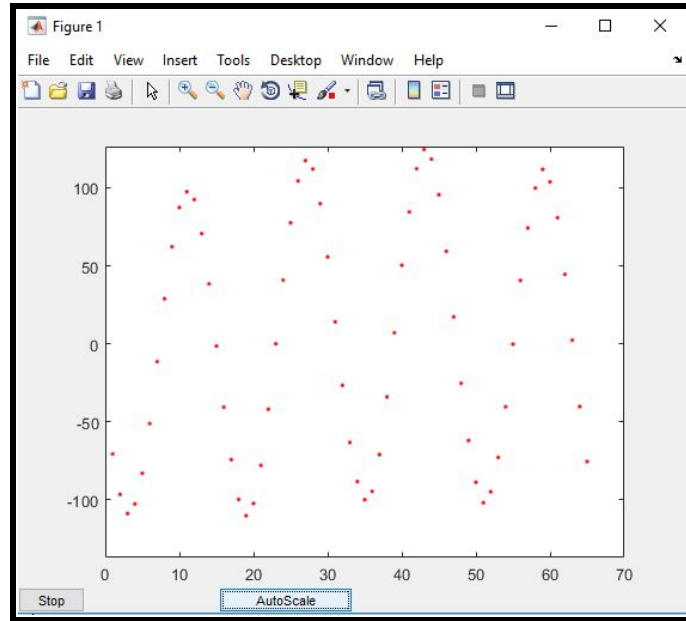 Figure 1
File Edit View Insert Tools Desktop Window Help
100
50
0
-50
-100
0 10 20 30 40 50 60 70
Stop AutoScale